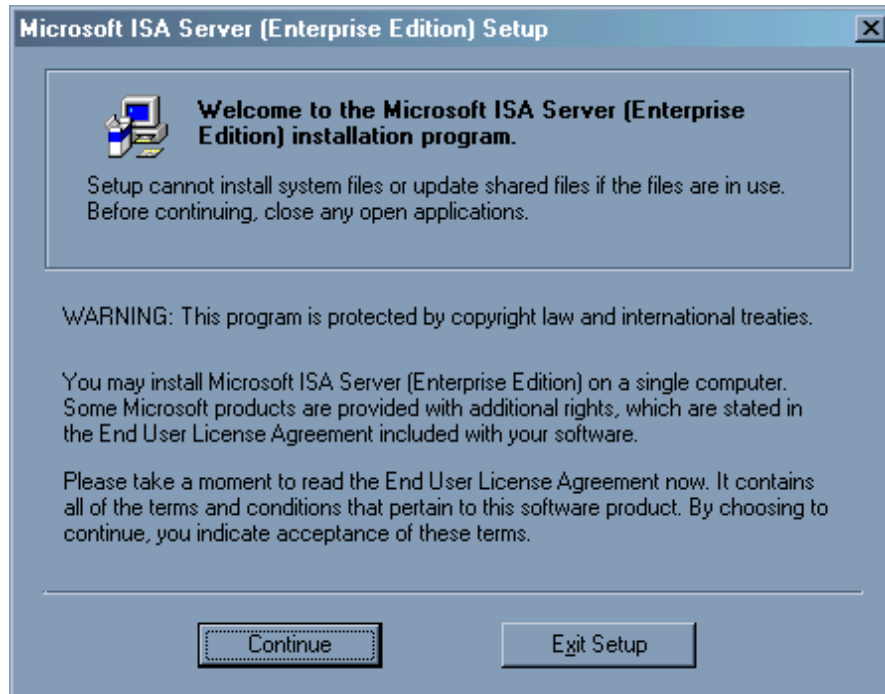 Microsoft ISA Server (Enterprise Edition) Setup
Welcome to the Microsoft ISA Server (Enterprise
Edition) installation program.
Setup cannot install system files or update shared files if the files are in use.
Before continuing, close any open applications.
WARNING: This program is protected by copyright law and international treaties.
You may install Microsoft ISA Server (Enterprise Edition) on a single computer.
Some Microsoft products are provided with additional rights, which are stated in
the End User License Agreement included with your software.
Please take a moment to read the End User License Agreement now. It contains
all of the terms and conditions that pertain to this software product. By choosing to
continue, you indicate acceptance of these terms.
Continue
Exit Setup